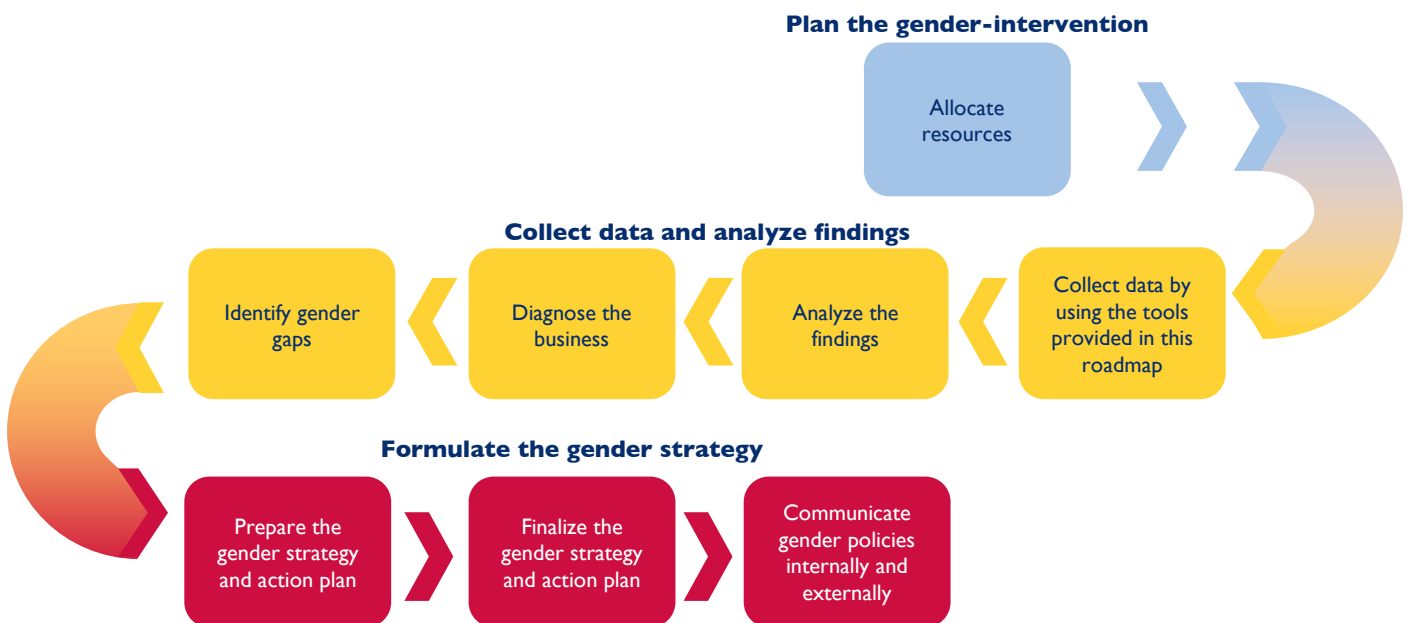 Plan the gender-intervention
Allocate
resources
Collect data and analyze findings
Collect data by
using the tools
provided in this
roadmap
Analyze the
findings
Diagnose the
business
Identify gender
gaps
Formulate the gender strategy
Prepare the
gender strategy
and action plan
Finalize the
gender strategy
and action plan
Communicate
gender policies
internally and
externally